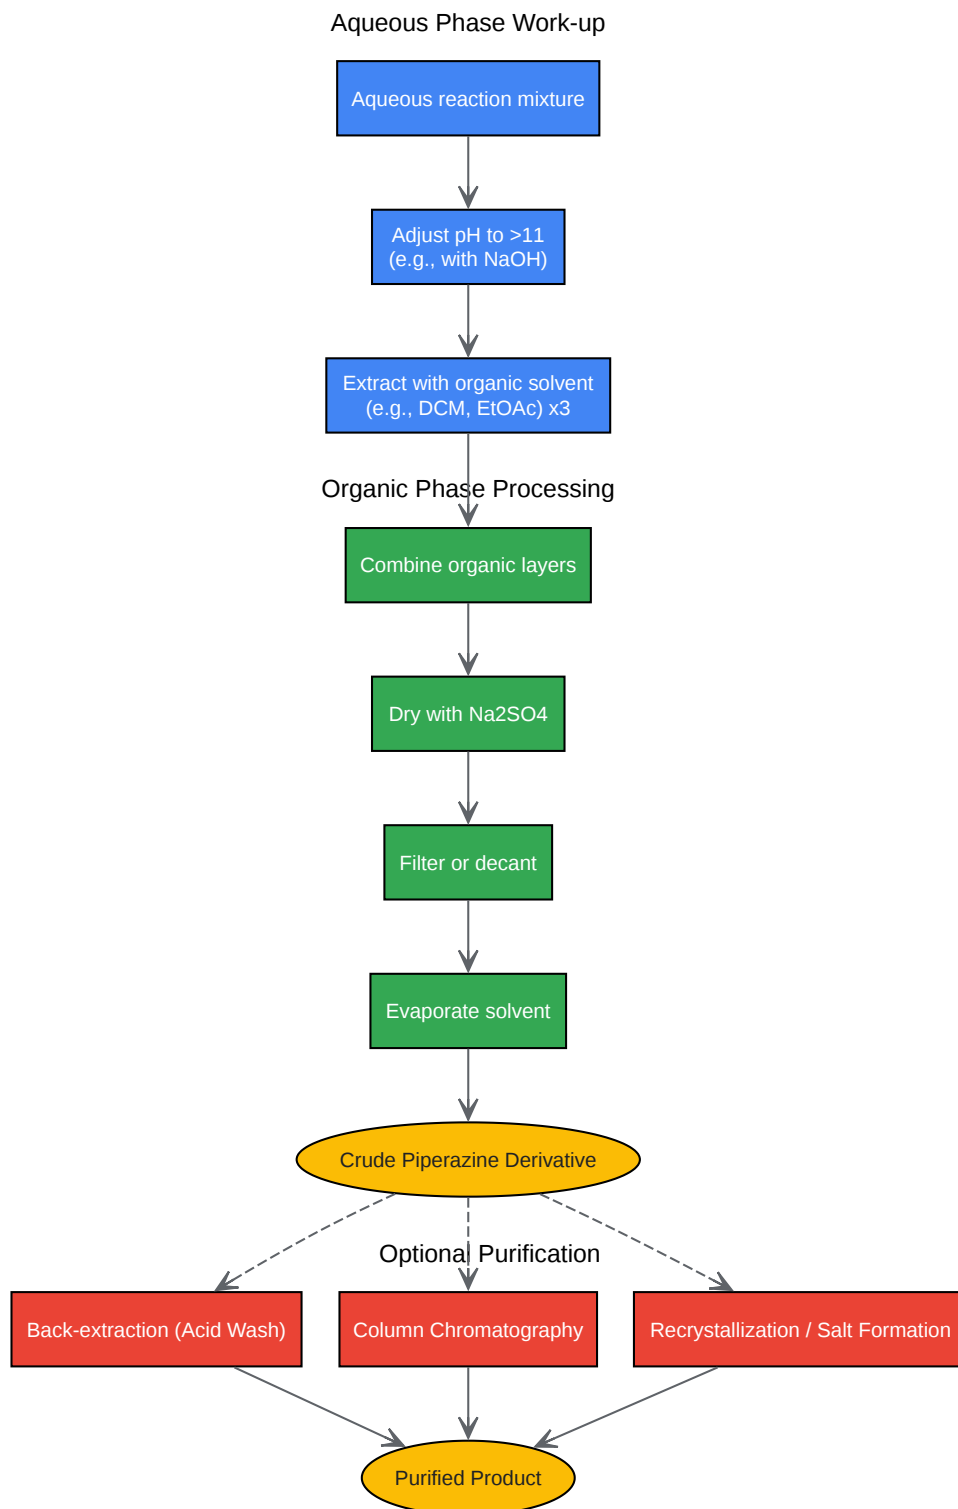 Aqueous Phase Work-up
Aqueous reaction mixture
Adjust pH to >11
(e.g., with NaOH)
Extract with organic solvent
(e.g., DCM, EtOAc) x3
Organic Phase Processing
Combine organic layers
Dry with Na2SO4
Filter or decant
Evaporate solvent
Crude Piperazine Derivative
Optional Purification
Back-extraction (Acid Wash)
Column Chromatography
Recrystallization / Salt Formation
Purified Product